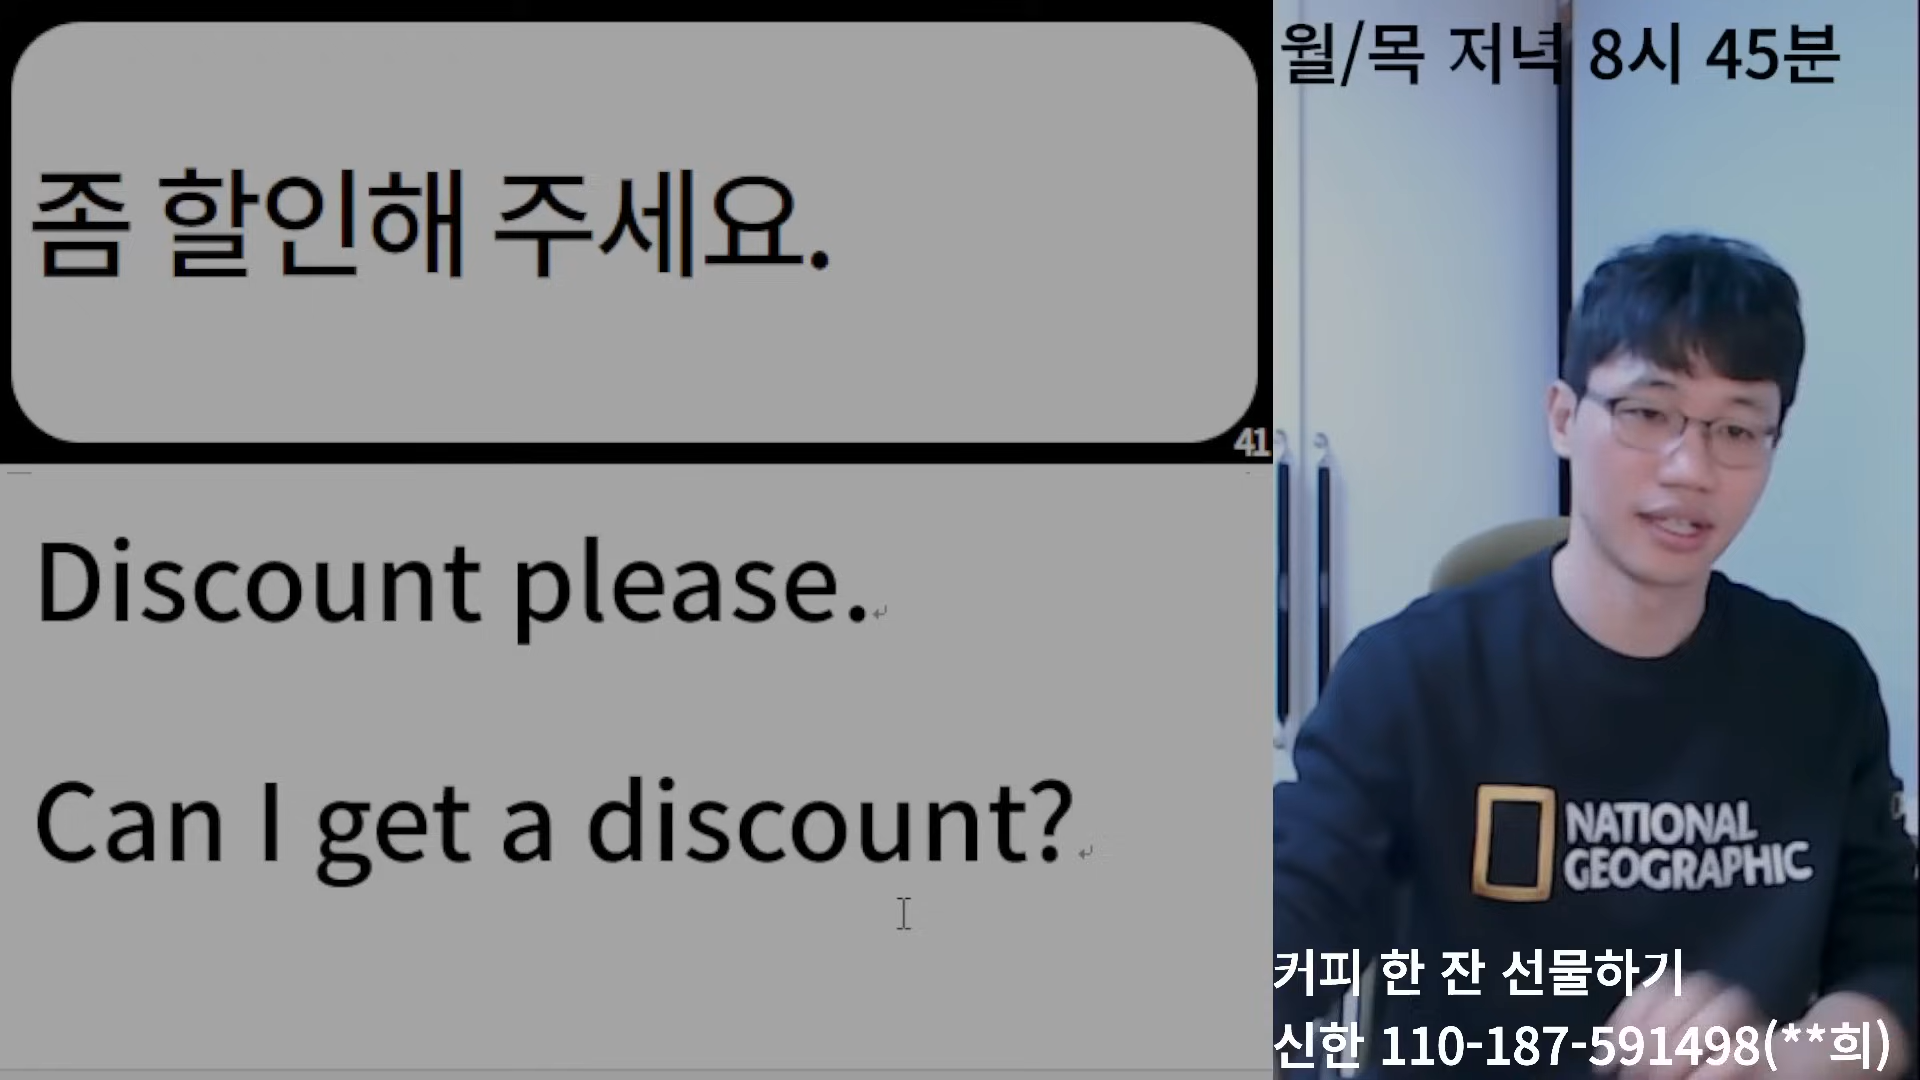 좀 할인해 주세요.
41
Discount please.
Can I get a discount?
월/목 저녁 8시 45분
NATIONAL
GEOGRAPHIC
커피 한 잔 선물하기
신한 110-187-591498(**희)